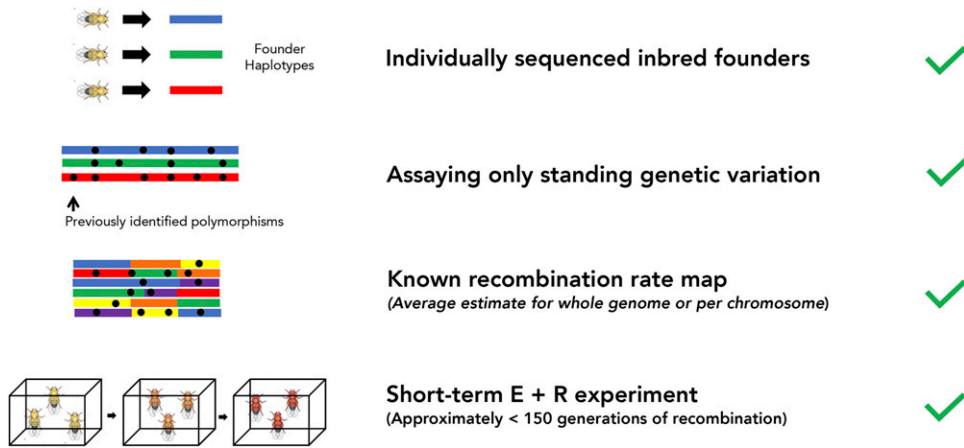 Founder
Haplotypes
Individually sequenced inbred founders
Assaying only standing genetic variation
Previously identified polymorphisms
Known recombination rate map
(Average estimate for whole genome or per chromosome)
Short-term E + R experiment
(Approximately < 150 generations of recombination)